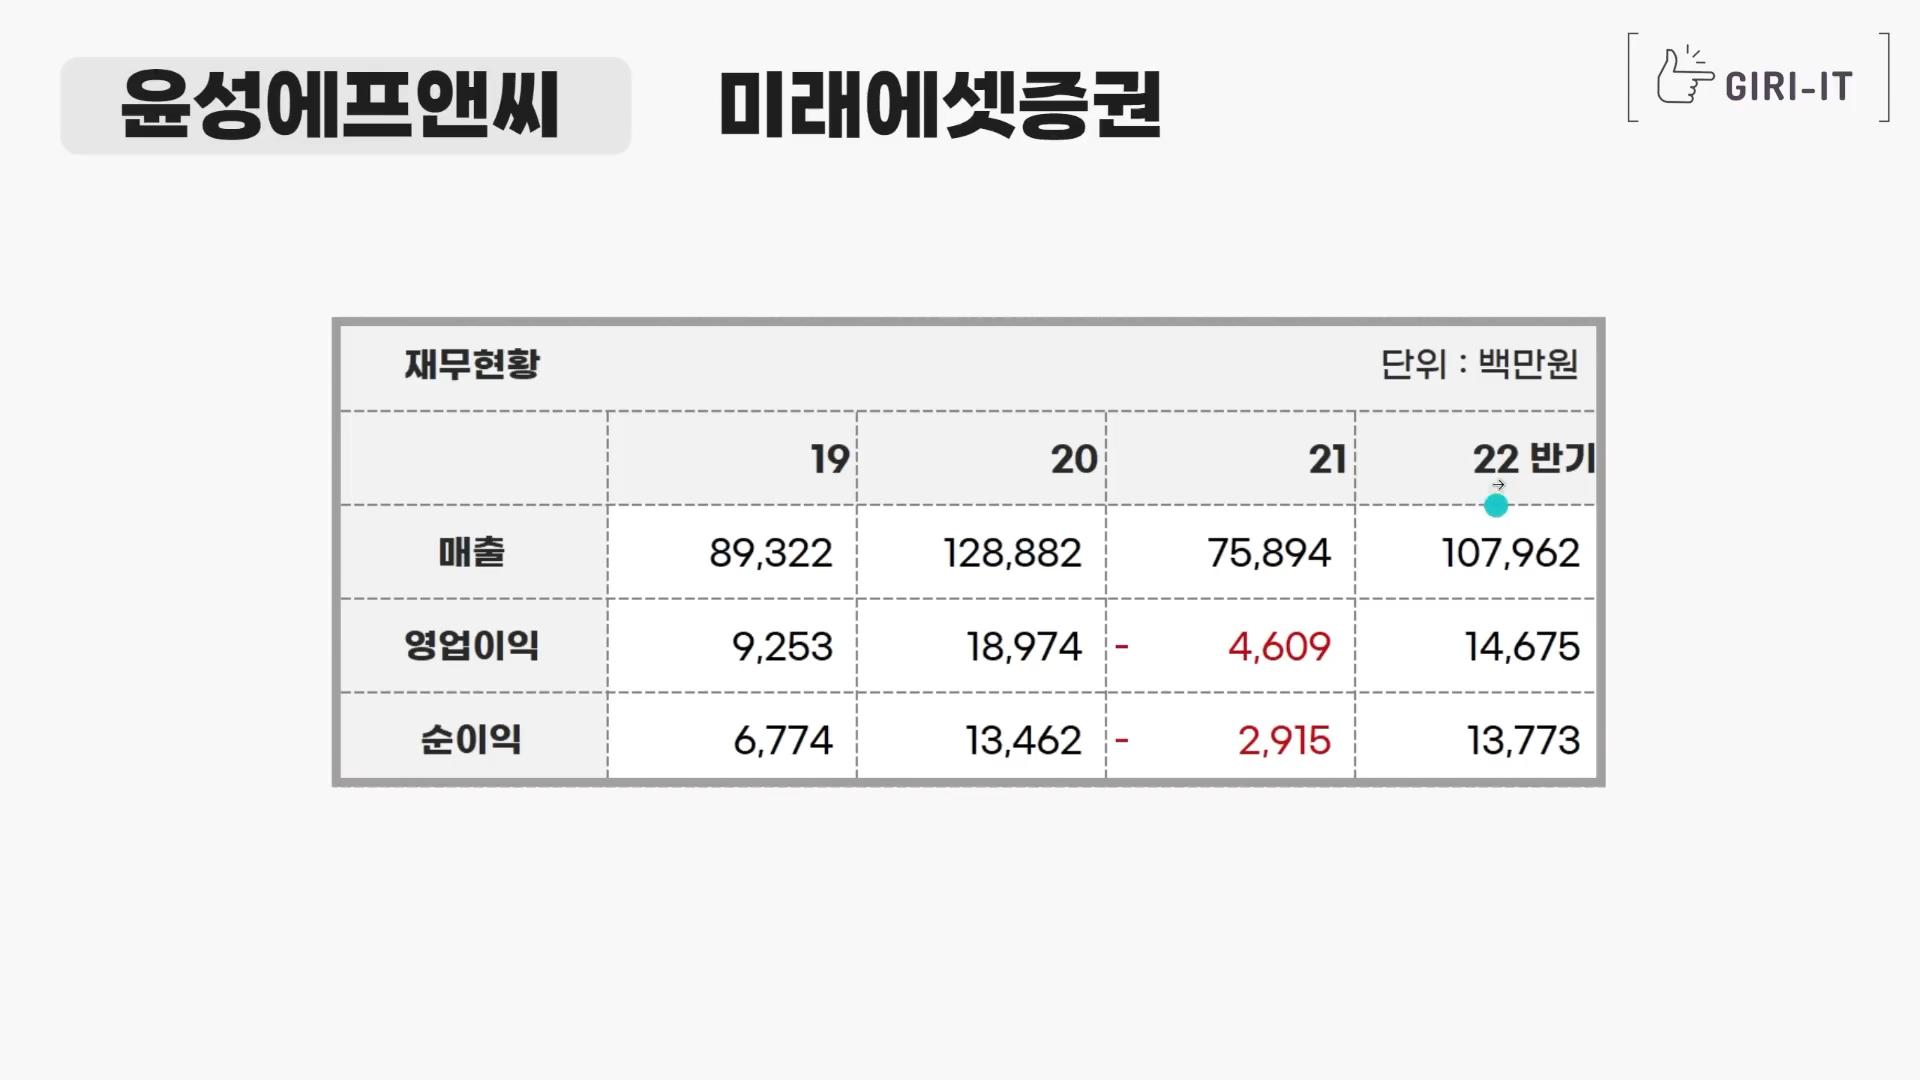 윤성에프앤씨 미래에셋증권
GIRI-IT
재무현황 단위 : 백만원
19 20 21 22 반기
매출 89,322 128,882 75,894 107,962
영업이익 9,253 18,974 - 4,609 14,675
순이익 6,774 13,462 - 2,915 13,773